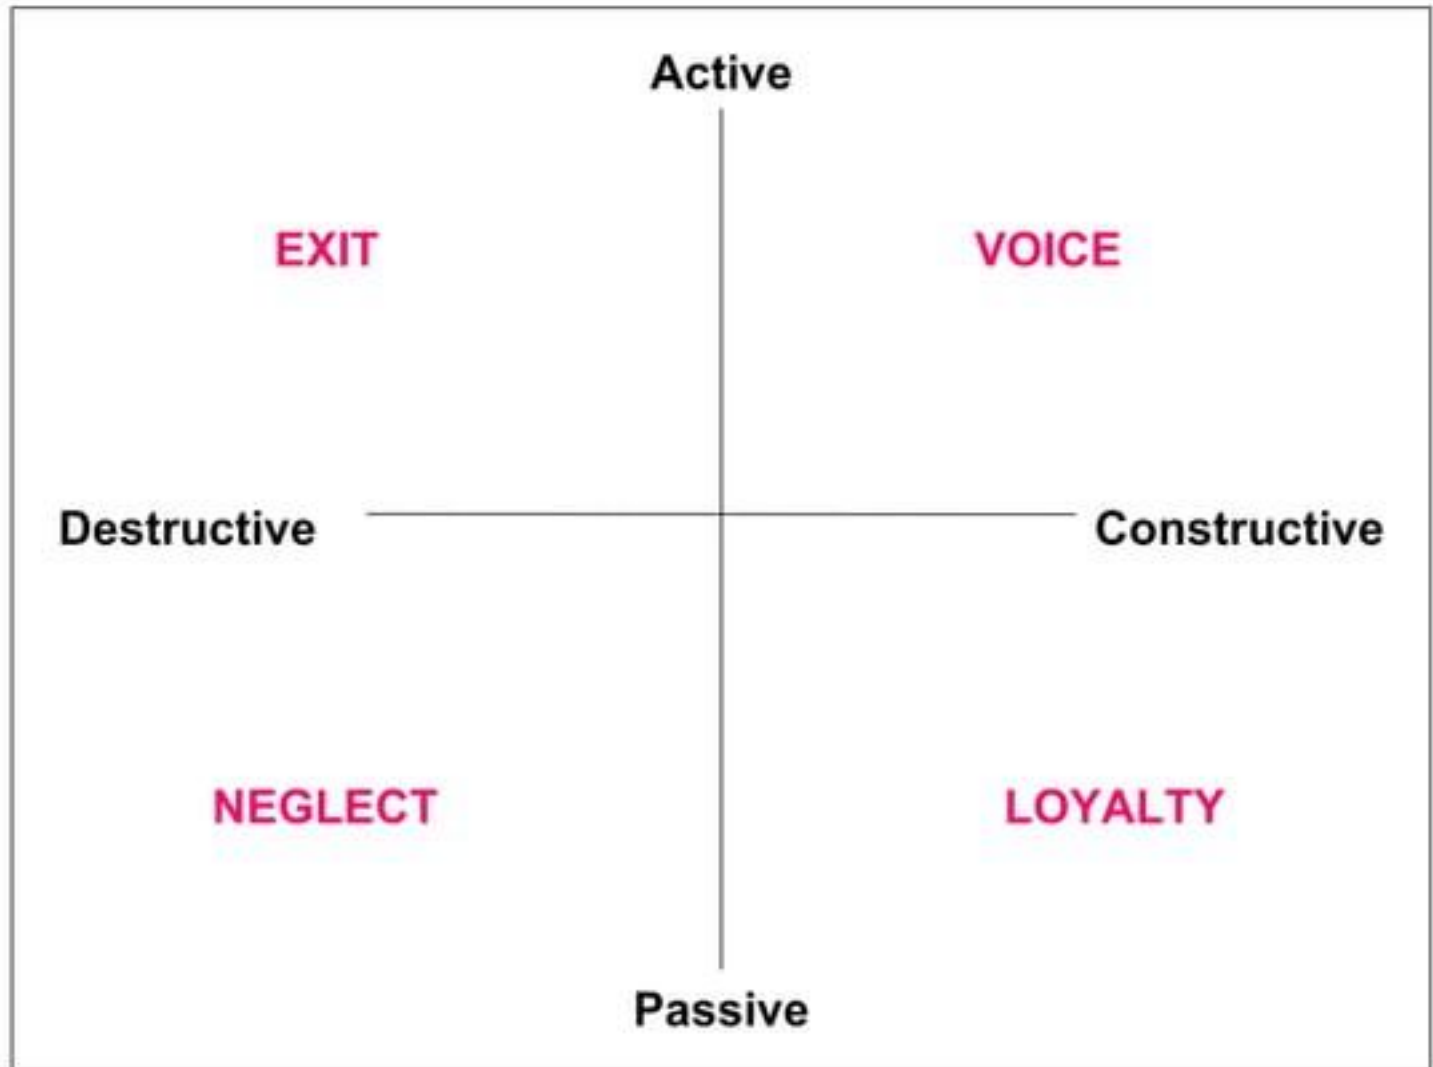 Active
EXIT VOICE
Destructive Constructive
NEGLECT LOYALTY
Passive